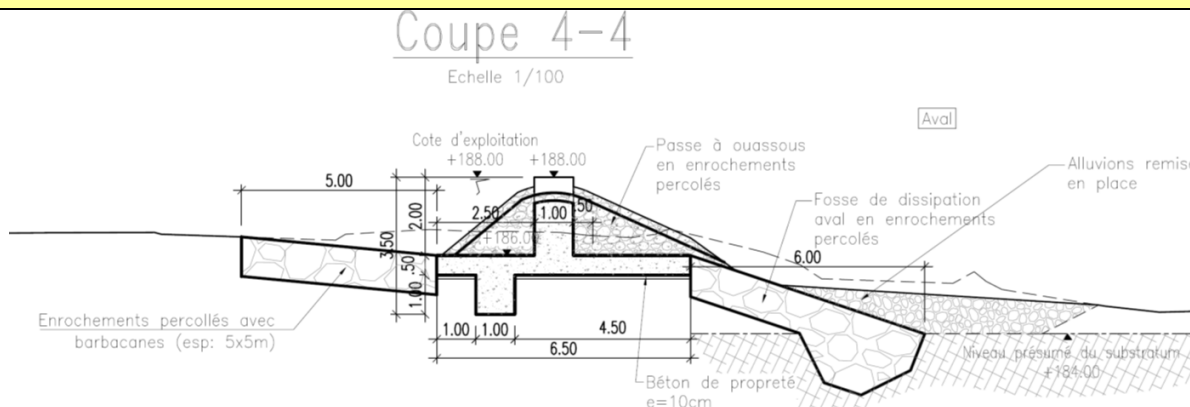 Coupe 4-4
Echelle 1/100
Aval
Cote d'exploitation
+188.00
+188.00
Passe à ouassous
en enrochements
percolés
Alluvions remise
en place
Fosse de dissipation
aval en enrochements
percolés
5.00
2.50
1.00
.50
2.00
3.50
.50
1.00
+186.00
6.00
Enrochements percollés avec
barbacanes (esp: 5x5m)
1.00
1.00
4.50
6.50
Niveau présumé du substratum
+184.00
Béton de propreté
e=10cm